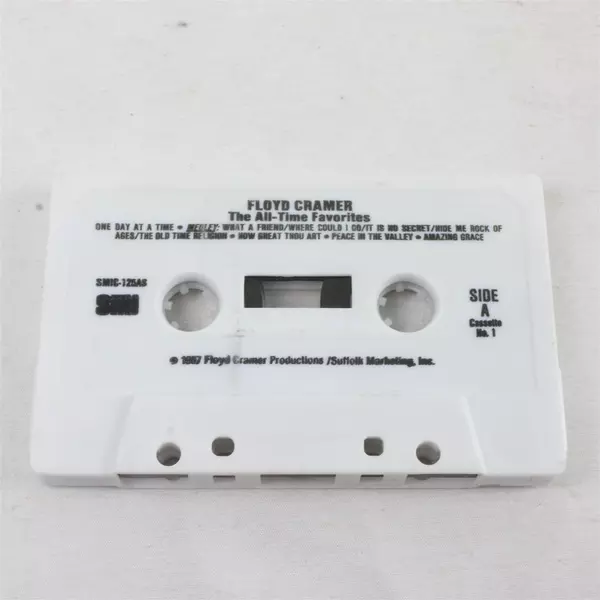 FLOYD CRAMER
The All-Time Favorites
ONE DAY AT A TIME • MEDLEY: WHAT A FRIEND/WHERE COULD I GO/IT IS NO SECRET/HIDE ME ROCK OF
AGES/THE OLD TIME RELIGION • HOW GREAT THOU ART • PEACE IN THE VALLEY • AMAZING GRACE
SMIC-125AS
SIDE
A
Cassette
No. 1
© 1987 Floyd Cramer Productions /Suffolk Marketing, Inc.